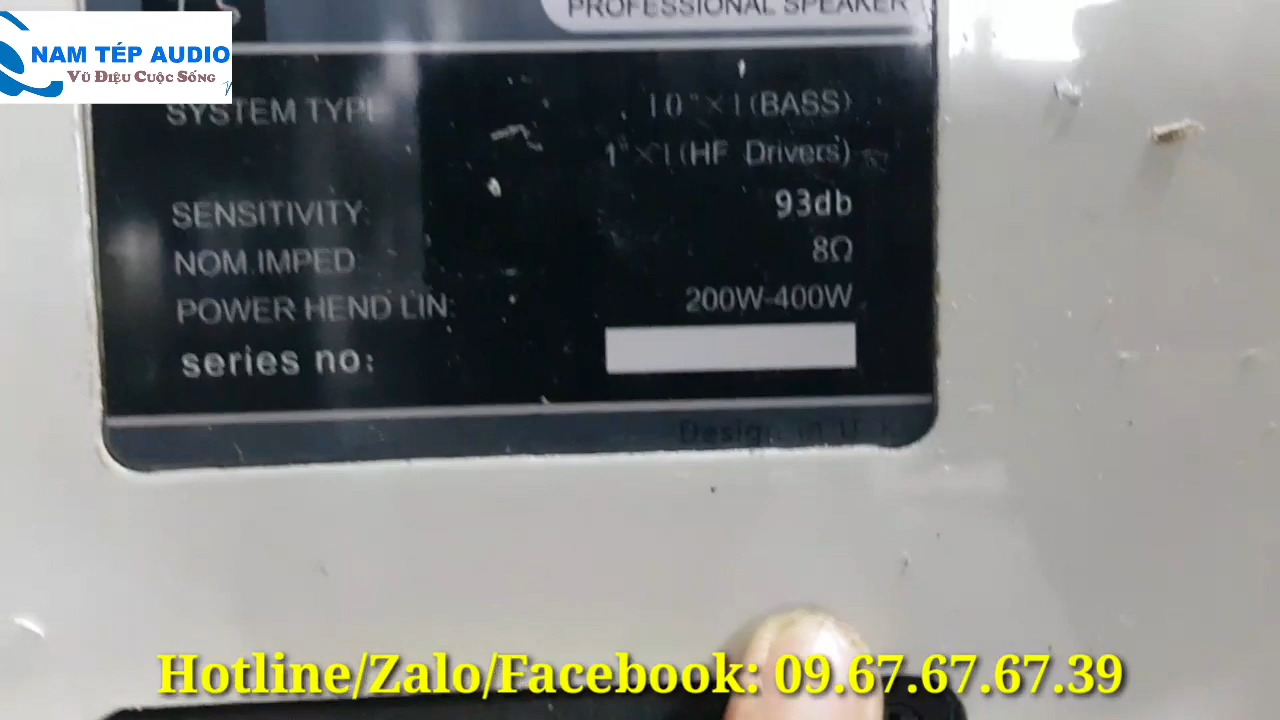 NAM TÉP AUDIO
Vũ Điệu Cuộc Sống
PROFESSIONAL SPEAKER
SYSTEM TYPE
10"×1(BASS)
1"×1(HF Drivers)
SENSITIVITY: 93db
NOM.IMPED 8Ω
POWER HEND LIN: 200W-400W
series no:
Design in U K
Hotline/Zalo/Facebook: 09.67.67.67.39